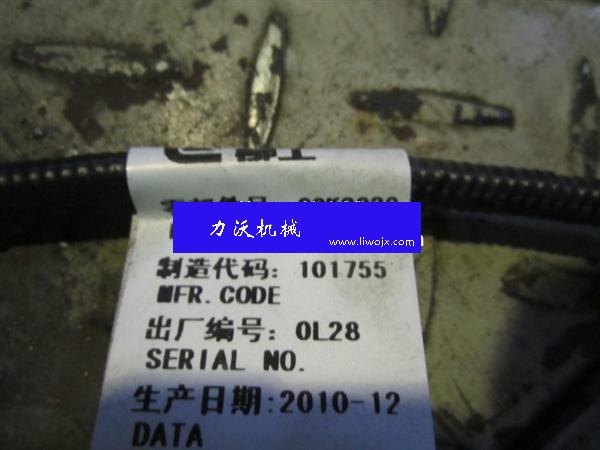 力沃机械
www.liwojx.com
制造代码: 101755
MFR.CODE
出厂编号: 0L28
SERIAL NO.
生产日期:2010-12
DATA